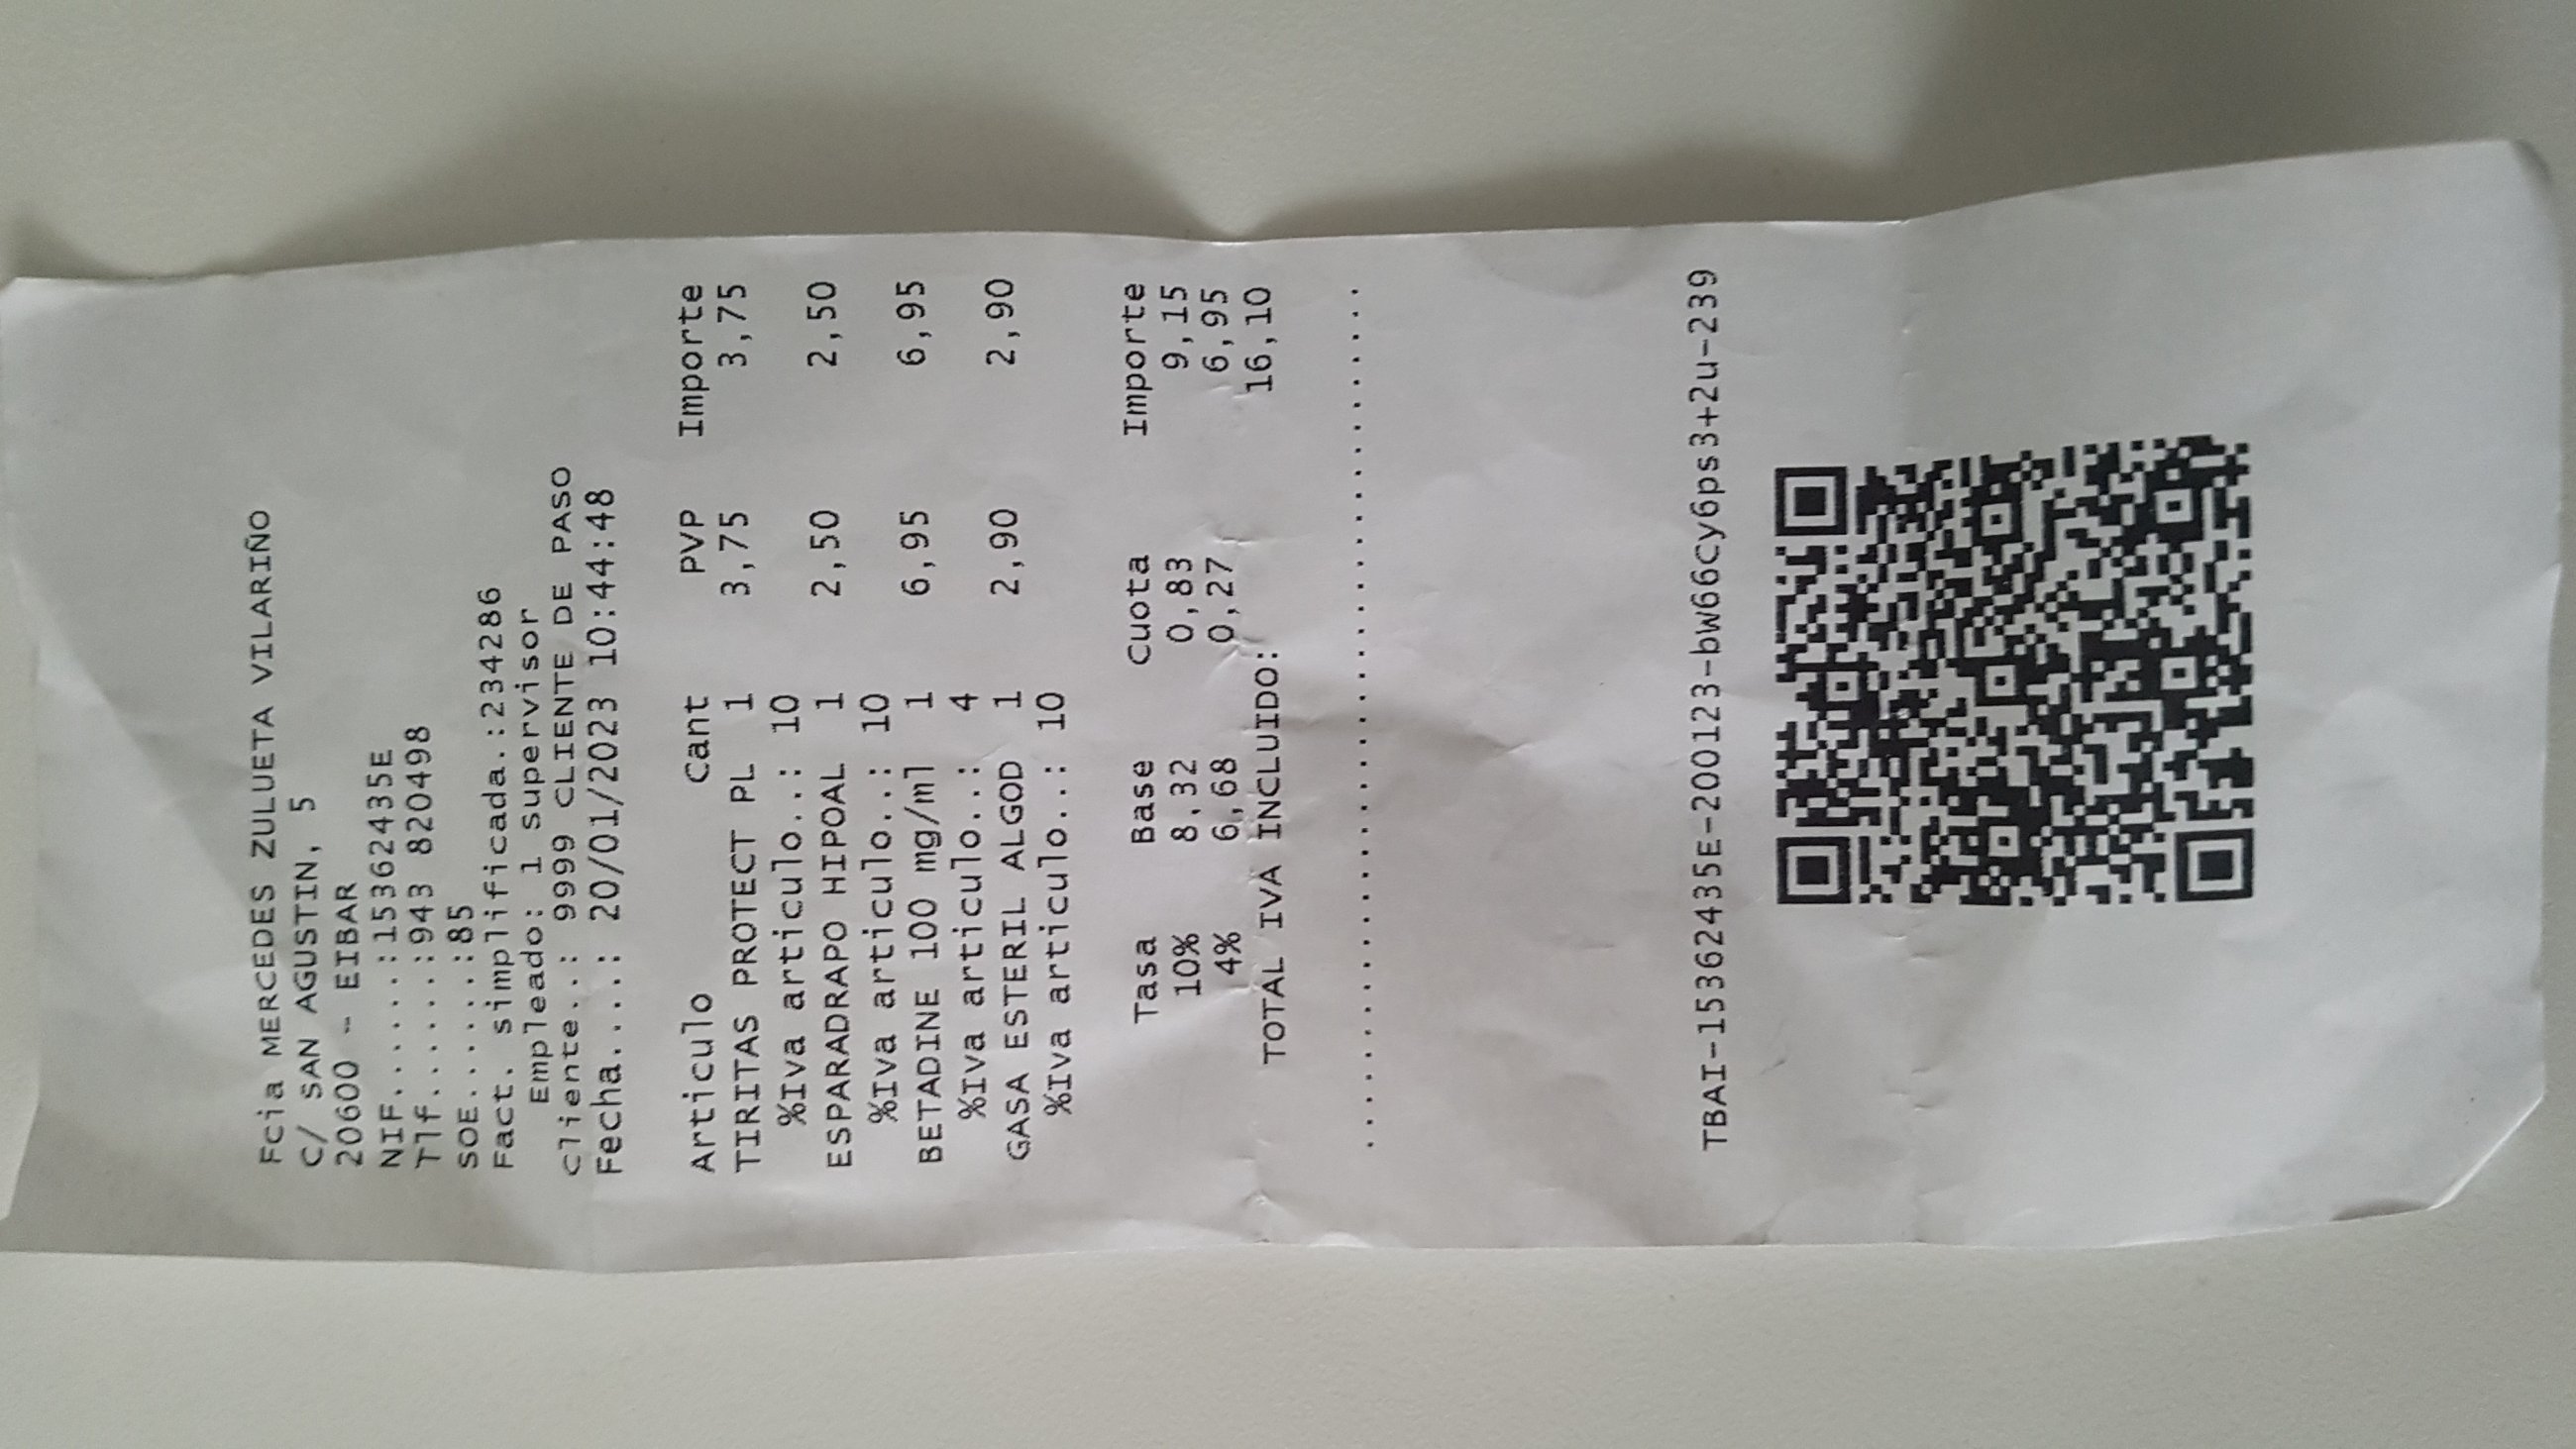 Fcia MERCEDES ZULUETA VILARIÑO
C/ SAN AGUSTIN, 5
20600 - EIBAR
NIF......:15362435E
Tlf......:943 820498
SOE......:85
Fact. simplificada.:234286
Empleado: 1 Supervisor
Cliente..: 9999 CLIENTE DE PASO
Fecha....: 20/01/2023 10:44:48
Articulo Cant PVP Importe
TIRITAS PROTECT PL 1 3,75 3,75
%Iva articulo..: 10
ESPARADRAPO HIPOAL 1 2,50 2,50
%Iva articulo..: 10
BETADINE 100 mg/ml 1 6,95 6,95
%Iva articulo..: 4
GASA ESTERIL ALGOD 1 2,90 2,90
%Iva articulo..: 10
Tasa Base Cuota Importe
10% 8,32 0,83 9,15
4% 6,68 0,27 6,95
TOTAL IVA INCLUIDO: 16,10
TBAI-15362435E-200123-bw66Cy6ps3+2u-239